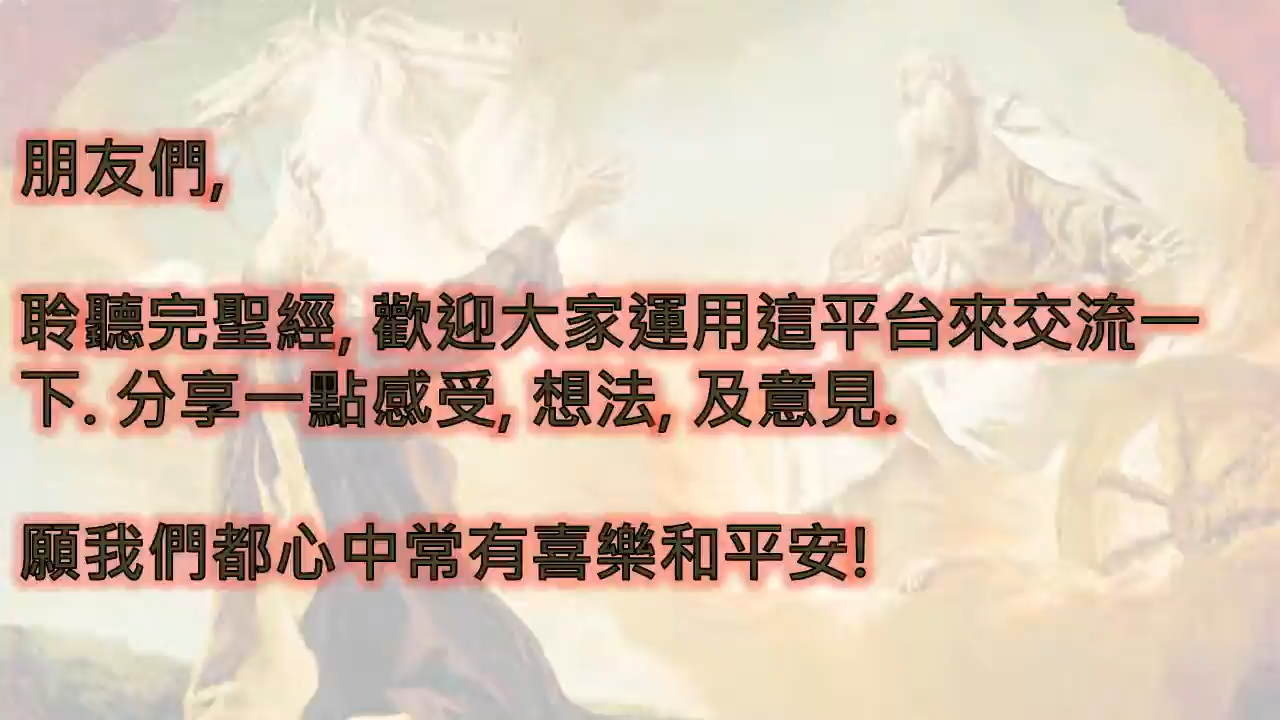 朋友們,
聆聽完聖經, 歡迎大家運用這平台來交流一
下. 分享一點感受, 想法, 及意見.
願我們都心中常有喜樂和平安!